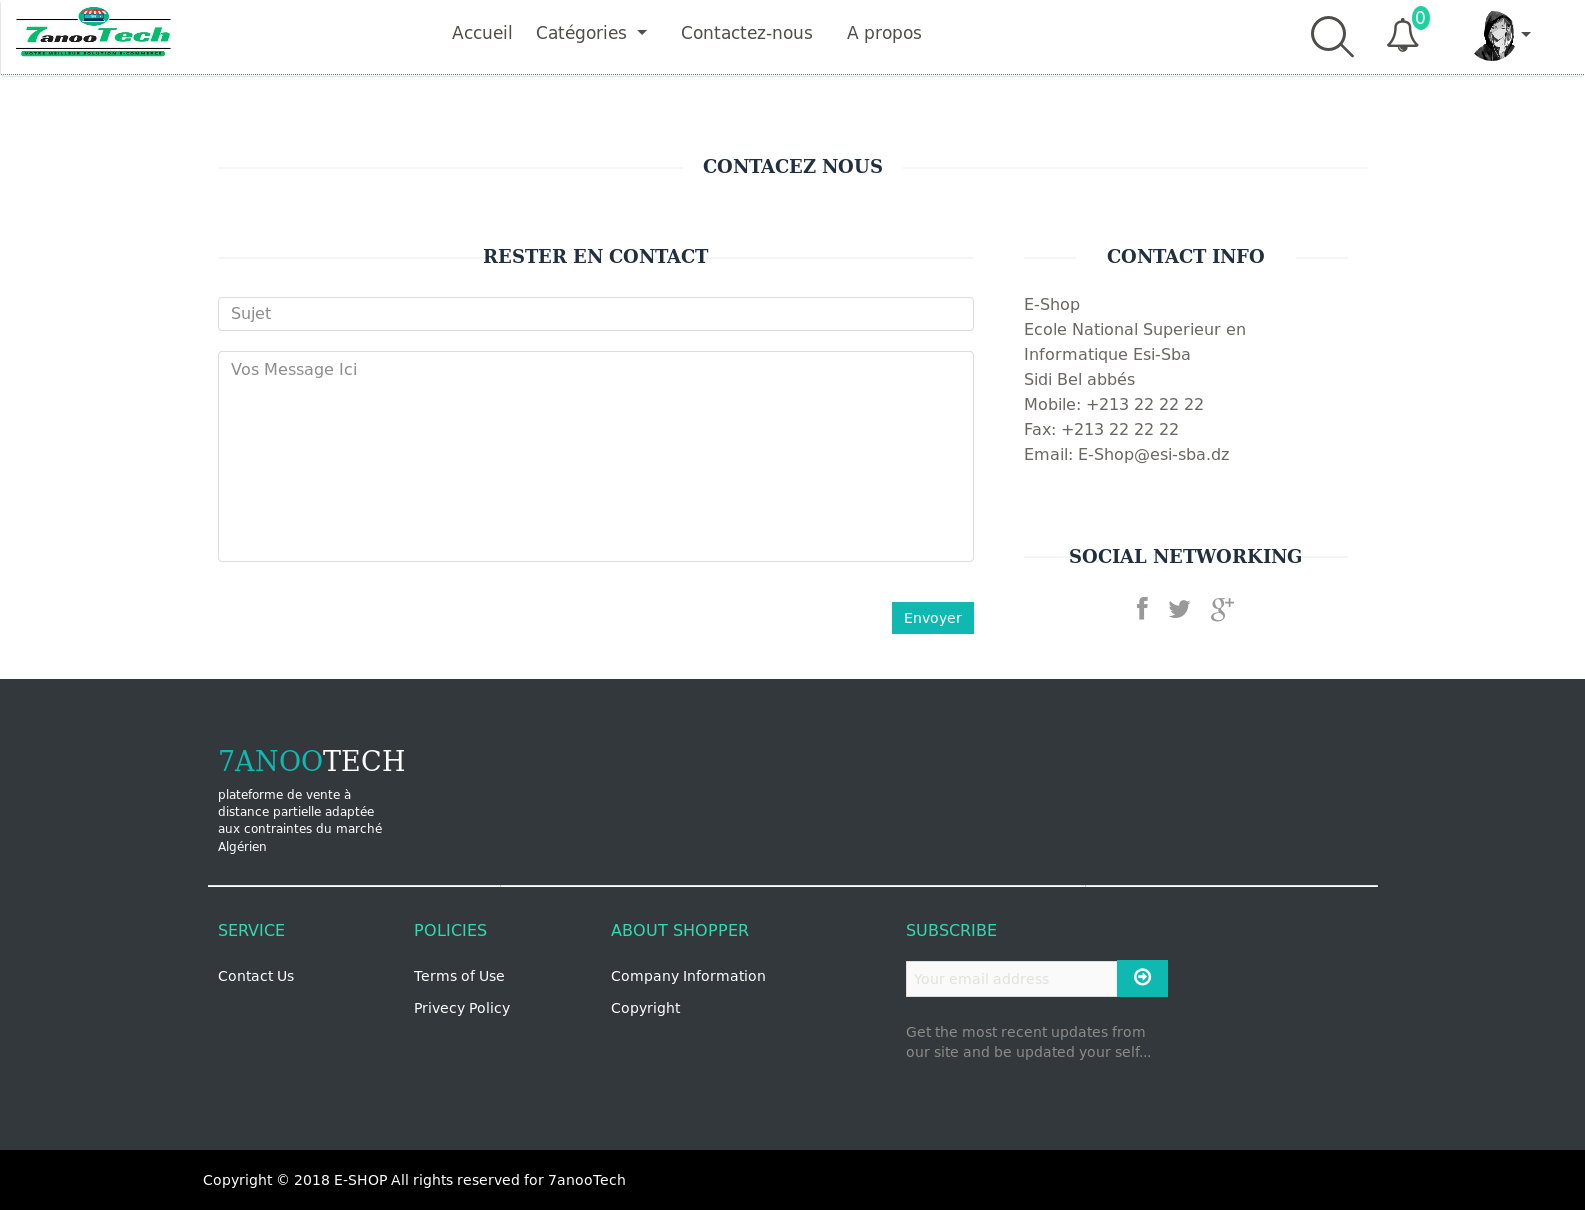 7anooTech
VOTRE MEILLEUR SOLUTION E-COMMERCE
Accueil Catégories Contactez-nous A propos
0
CONTACEZ NOUS
RESTER EN CONTACT
Sujet
Vos Message Ici
Envoyer
CONTACT INFO
E-Shop
Ecole National Superieur en
Informatique Esi-Sba
Sidi Bel abbés
Mobile: +213 22 22 22
Fax: +213 22 22 22
Email: E-Shop@esi-sba.dz
SOCIAL NETWORKING
7ANOOTECH
plateforme de vente à
distance partielle adaptée
aux contraintes du marché
Algérien
SERVICE
Contact Us
POLICIES
Terms of Use
Privecy Policy
ABOUT SHOPPER
Company Information
Copyright
SUBSCRIBE
Your email address
Get the most recent updates from
our site and be updated your self...
Copyright © 2018 E-SHOP All rights reserved for 7anooTech